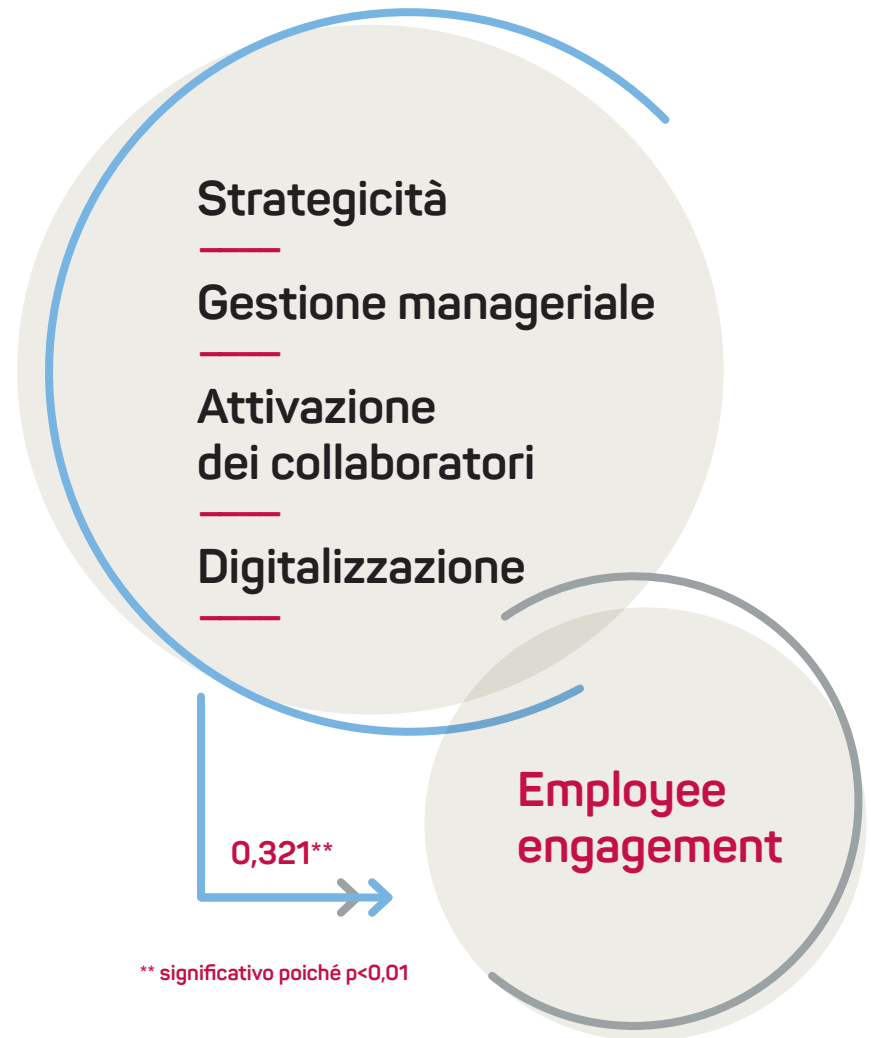 Strategicità
Gestione manageriale
Attivazione
dei collaboratori
Digitalizzazione
Employee
engagement
0,321**
** significativo poiché p<0,01